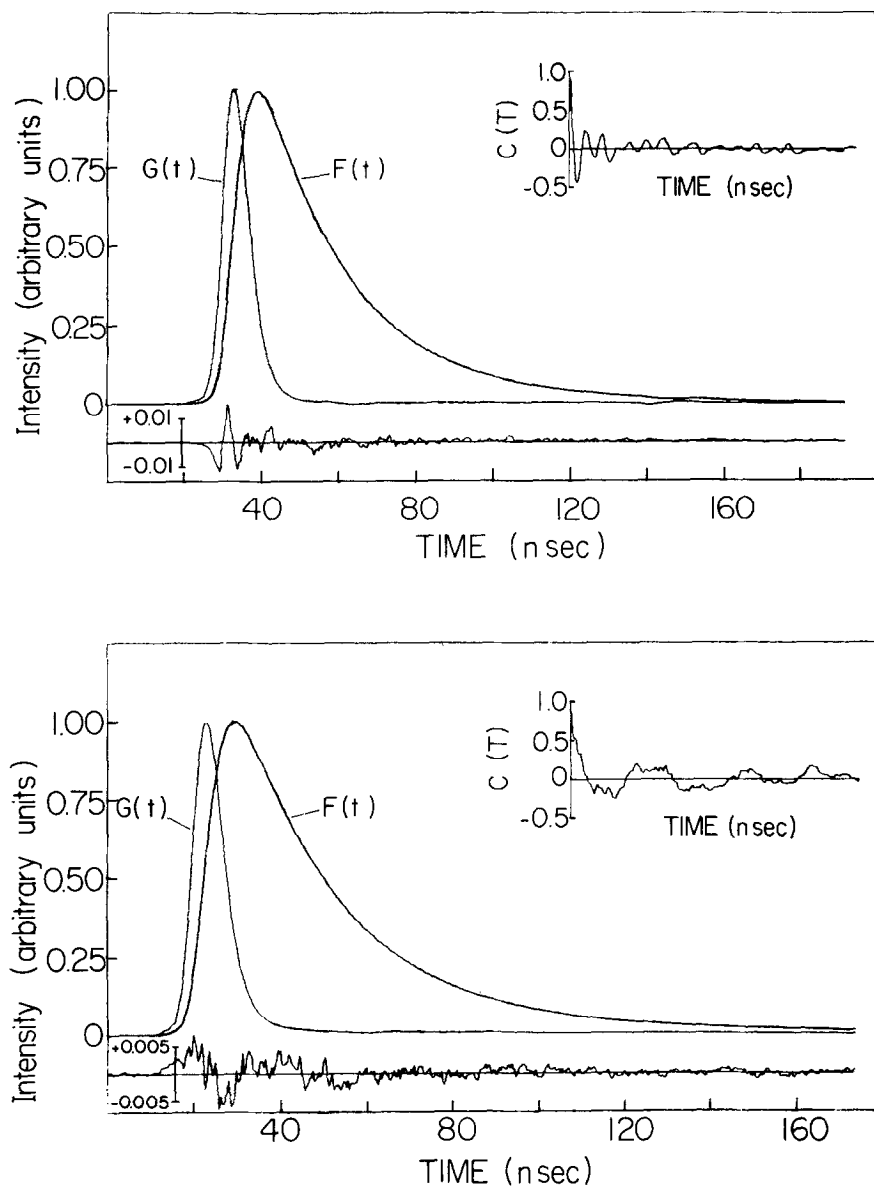 Intensity (arbitrary units)
1.00
0.75
0.50
0.25
0
G(t)
F(t)
C (T)
1.0
0.5
0
-0.5
TIME (nsec)
+0.01
-0.01
40
80
120
160
TIME (nsec)
Intensity (arbitrary units)
1.00
0.75
0.50
0.25
0
G(t)
F(t)
C (T)
1.0
0.5
0
-0.5
TIME (nsec)
+0.005
-0.005
40
80
120
160
TIME (nsec)